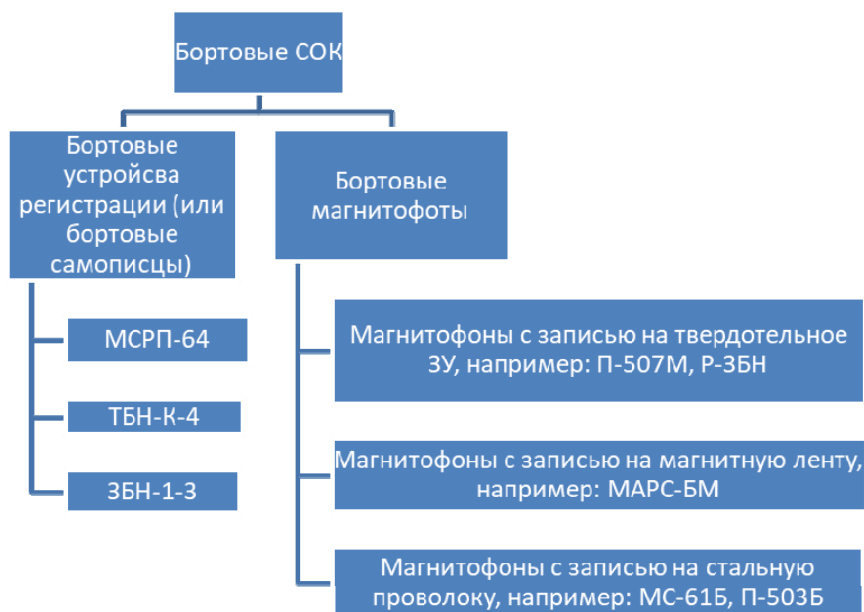 Бортовые СОК
Бортовые
устройсва
регистрации (или
бортовые
самописцы)
Бортовые
магнитофоты
МСРП-64
ТБН-К-4
ЗБН-1-3
Магнитофоны с записью на твердотельное
ЗУ, например: П-507М, Р-ЗБН
Магнитофоны с записью на магнитную ленту,
например: МАРС-БМ
Магнитофоны с записью на стальную
проволоку, например: МС-61Б, П-503Б